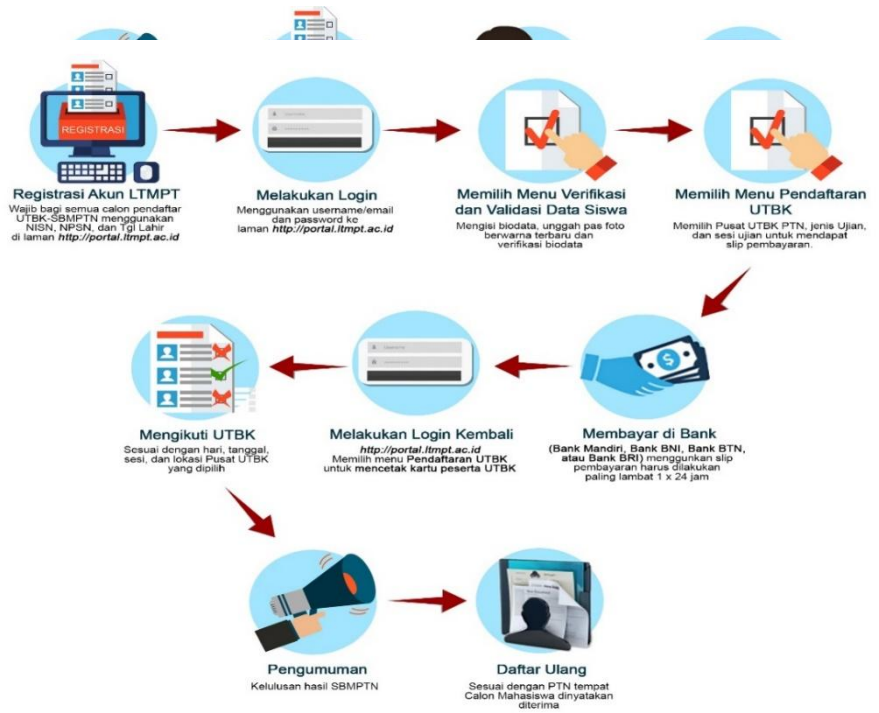 REGISTRASI
Registrasi Akun LTMPT
Wajib bagi semua calon pendaftar
UTBK-SBMPTN menggunakan
NISN, NPSN, dan Tgl Lahir
di laman http://portal.ltmpt.ac.id
Melakukan Login
Menggunakan username/email
dan password ke
laman http://portal.ltmpt.ac.id
Memilih Menu Verifikasi
dan Validasi Data Siswa
Mengisi biodata, unggah pas foto
berwarna terbaru dan
verifikasi biodata
Memilih Menu Pendaftaran
UTBK
Memilih Pusat UTBK PTN, jenis Ujian,
dan sesi ujian untuk mendapat
slip pembayaran.
Mengikuti UTBK
Sesuai dengan hari, tanggal,
sesi, dan lokasi Pusat UTBK
yang dipilih
Melakukan Login Kembali
http://portal.ltmpt.ac.id
Memilih menu Pendaftaran UTBK
untuk mencetak kartu peserta UTBK
Membayar di Bank
(Bank Mandiri, Bank BNI, Bank BTN,
atau Bank BRI) menggunkan slip
pembayaran harus dilakukan
paling lambat 1 x 24 jam
Pengumuman
Kelulusan hasil SBMPTN
Daftar Ulang
Sesuai dengan PTN tempat
Calon Mahasiswa dinyatakan
diterima